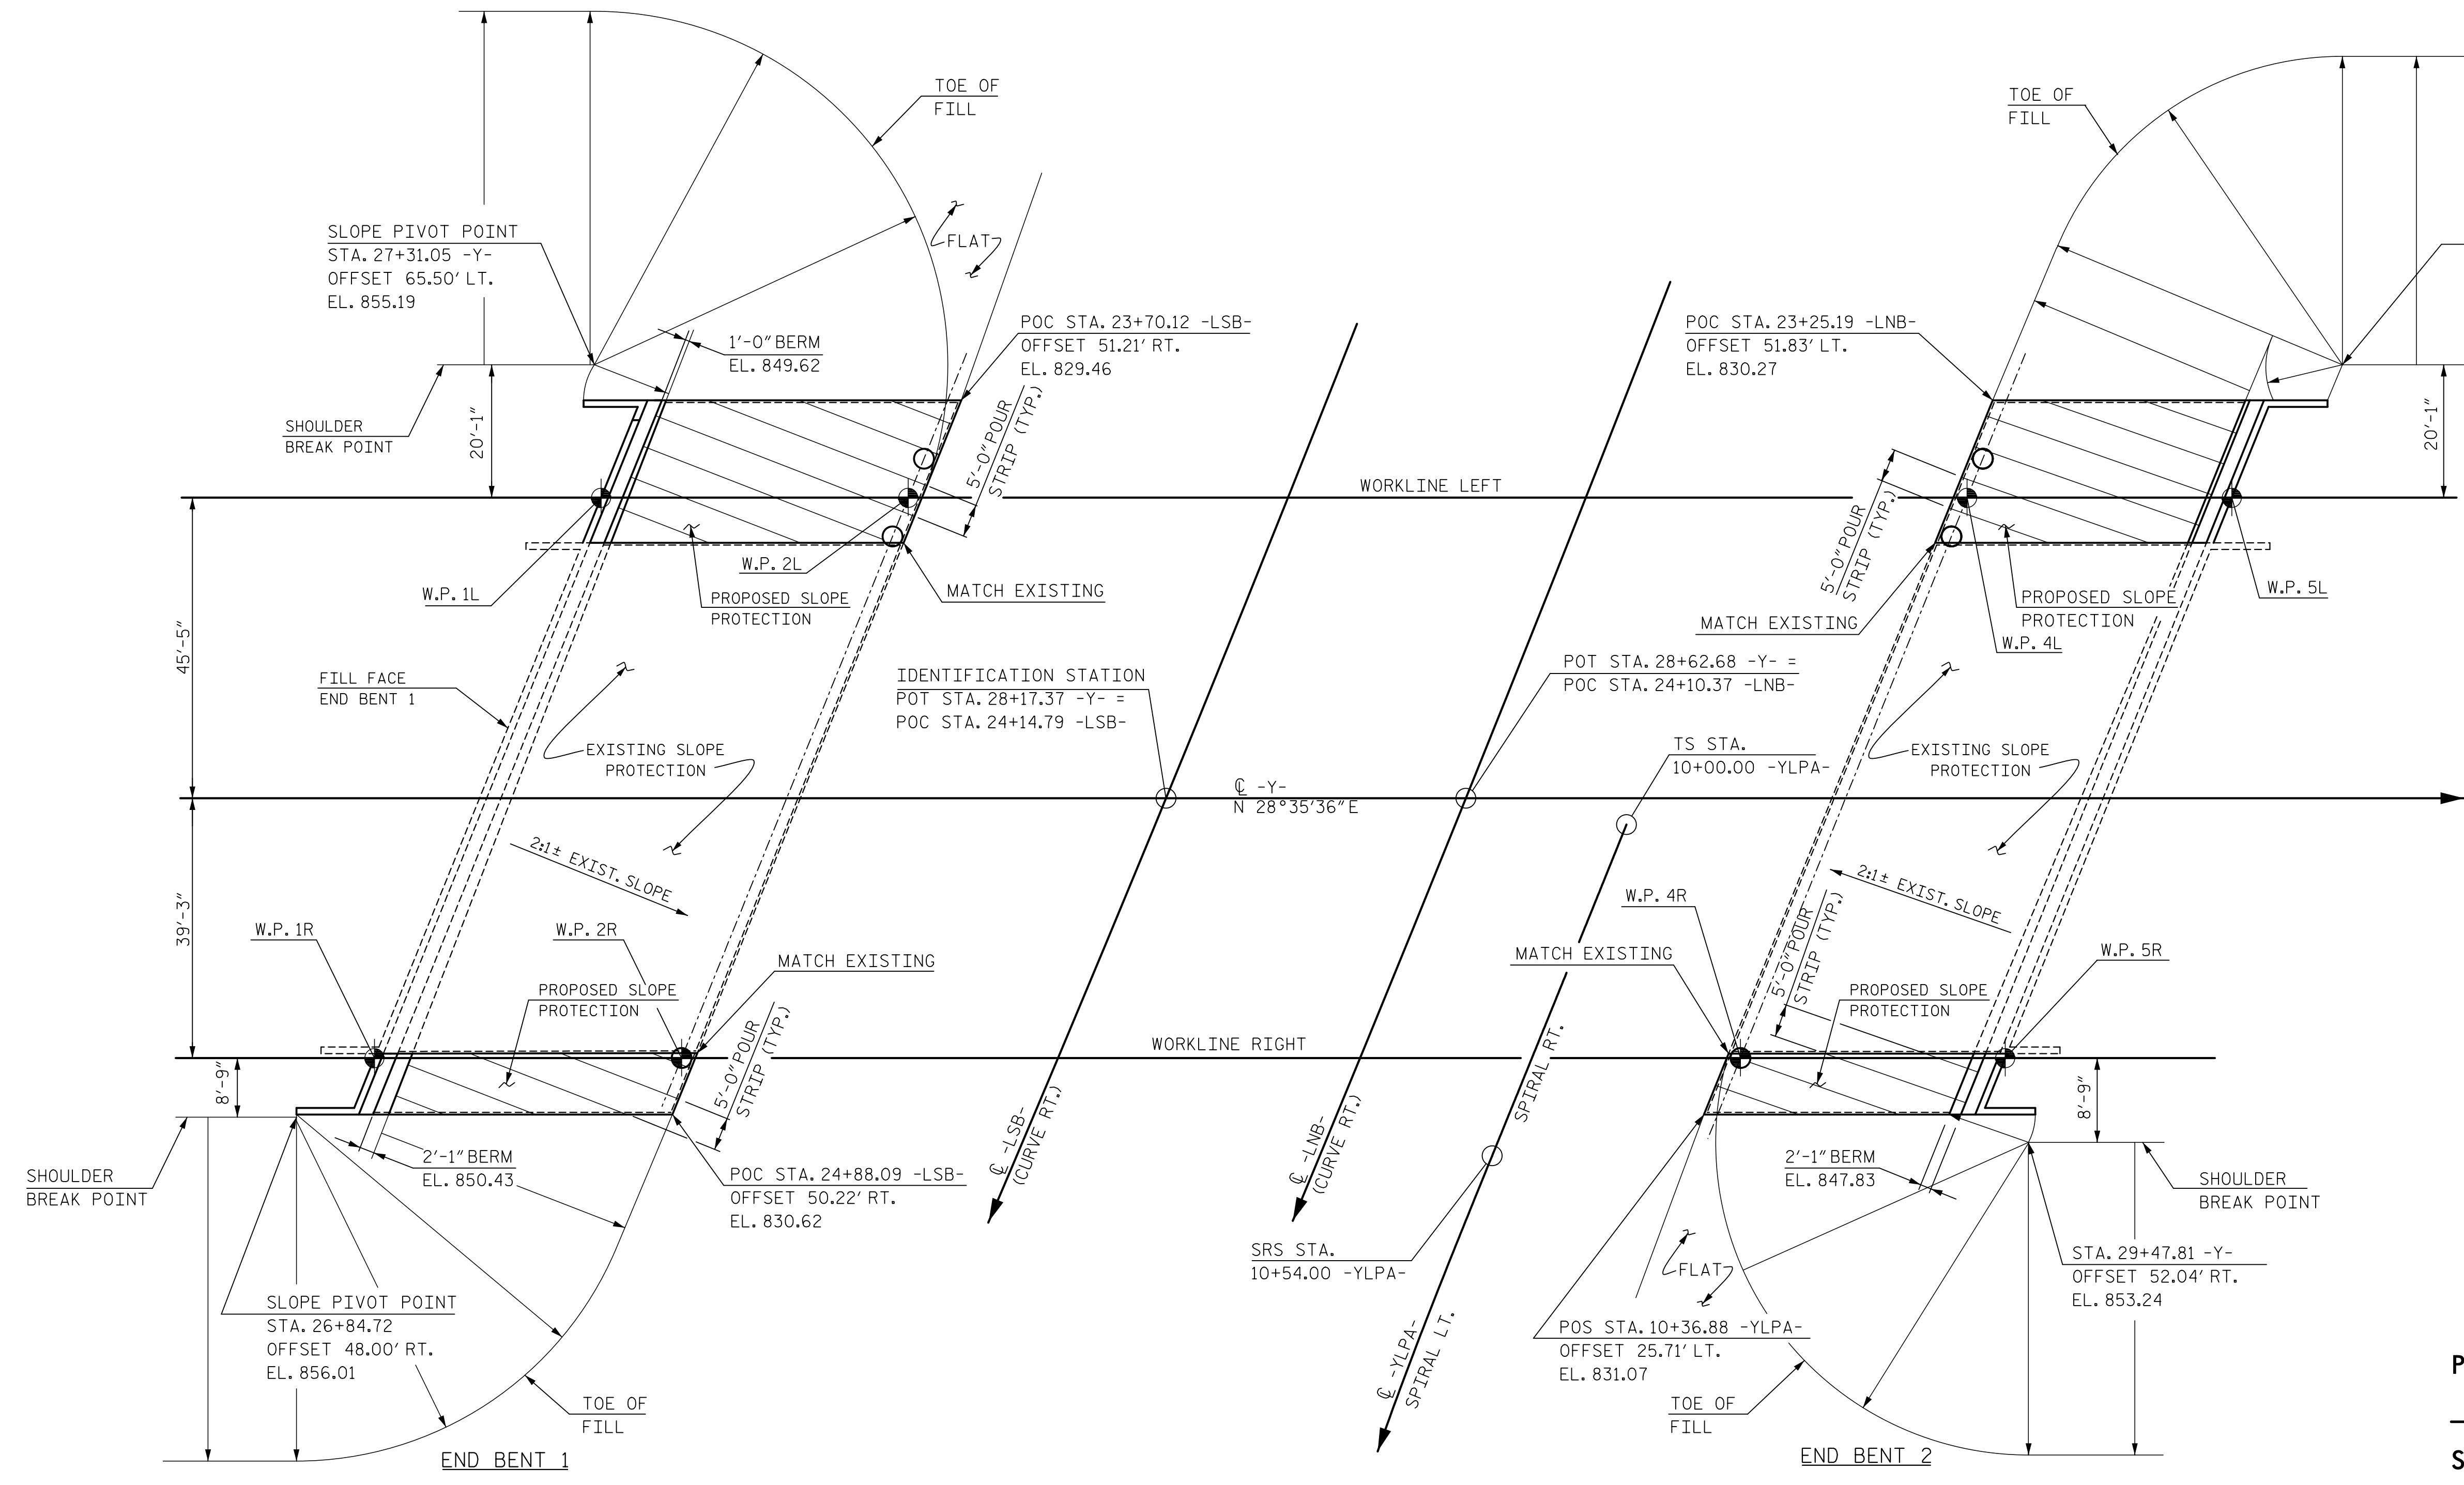 TOE OF
FILL
SLOPE PIVOT POINT
STA. 27+31.05 -Y-
OFFSET 65.50' LT.
EL. 855.19
FLAT
1'-0" BERM
EL. 849.62
POC STA. 23+70.12 -LSB-
OFFSET 51.21' RT.
EL. 829.46
SHOULDER
BREAK POINT
20'-1"
5'-0" POUR
STRIP (TYP.)
W.P. 1L
W.P. 2L
PROPOSED SLOPE
PROTECTION
MATCH EXISTING
45'-5"
FILL FACE
END BENT 1
EXISTING SLOPE
PROTECTION
IDENTIFICATION STATION
POT STA. 28+17.37 -Y- =
POC STA. 24+14.79 -LSB-
2:1± EXIST. SLOPE
39'-3"
W.P. 1R
W.P. 2R
MATCH EXISTING
PROPOSED SLOPE
PROTECTION
5'-0" POUR
STRIP (TYP.)
8'-9"
SHOULDER
BREAK POINT
2'-1" BERM
EL. 850.43
POC STA. 24+88.09 -LSB-
OFFSET 50.22' RT.
EL. 830.62
SLOPE PIVOT POINT
STA. 26+84.72
OFFSET 48.00' RT.
EL. 856.01
TOE OF
FILL
END BENT 1
WORKLINE LEFT
℄ -Y-
N 28°35'36" E
WORKLINE RIGHT
℄ -LSB-
(CURVE RT.)
℄ -LNB-
(CURVE RT.)
SPIRAL RT.
℄ -YLPA-
SPIRAL LT.
POT STA. 28+62.68 -Y- =
POC STA. 24+10.37 -LNB-
TS STA.
10+00.00 -YLPA-
SRS STA.
10+54.00 -YLPA-
TOE OF
FILL
POC STA. 23+25.19 -LNB-
OFFSET 51.83' LT.
EL. 830.27
20'-1"
5'-0" POUR
STRIP (TYP.)
MATCH EXISTING
PROPOSED SLOPE
PROTECTION
W.P. 4L
W.P. 5L
EXISTING SLOPE
PROTECTION
2:1± EXIST. SLOPE
W.P. 4R
MATCH EXISTING
5'-0" POUR
STRIP (TYP.)
PROPOSED SLOPE
PROTECTION
W.P. 5R
8'-9"
2'-1" BERM
EL. 847.83
SHOULDER
BREAK POINT
STA. 29+47.81 -Y-
OFFSET 52.04' RT.
EL. 853.24
FLAT
POS STA. 10+36.88 -YLPA-
OFFSET 25.71' LT.
EL. 831.07
TOE OF
FILL
END BENT 2
P
S